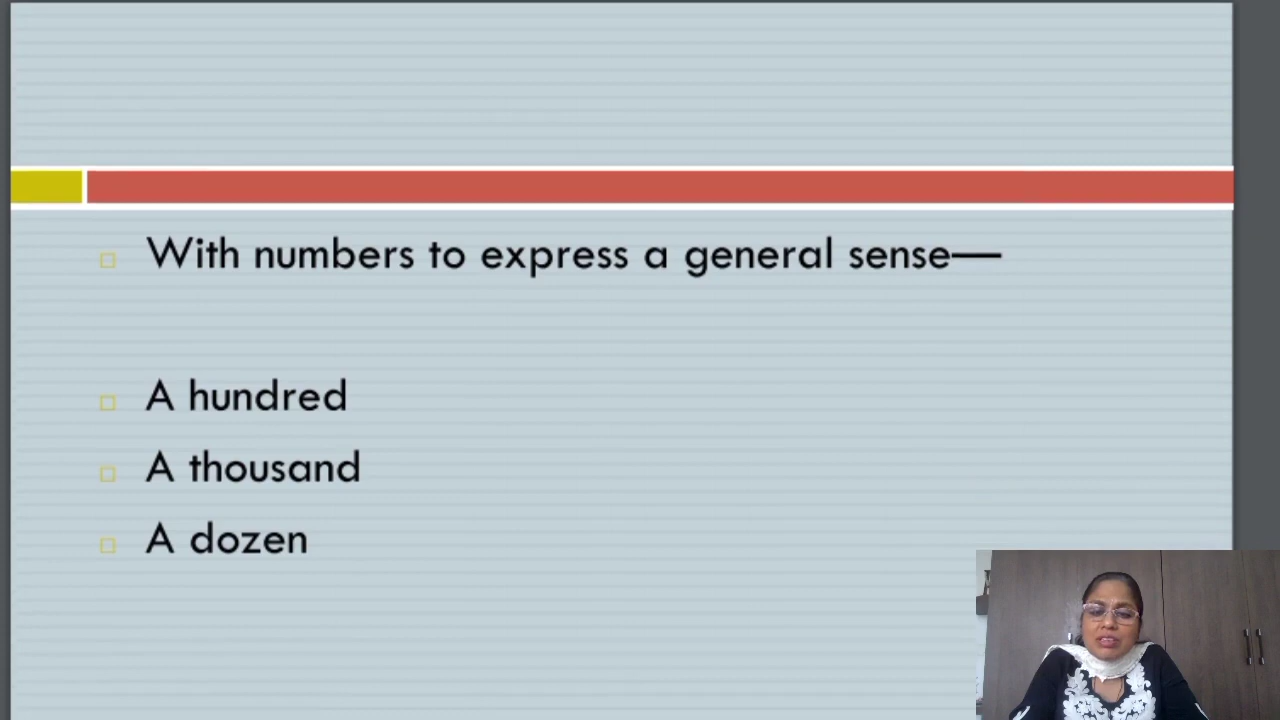 With numbers to express a general sense—
A hundred
A thousand
A dozen